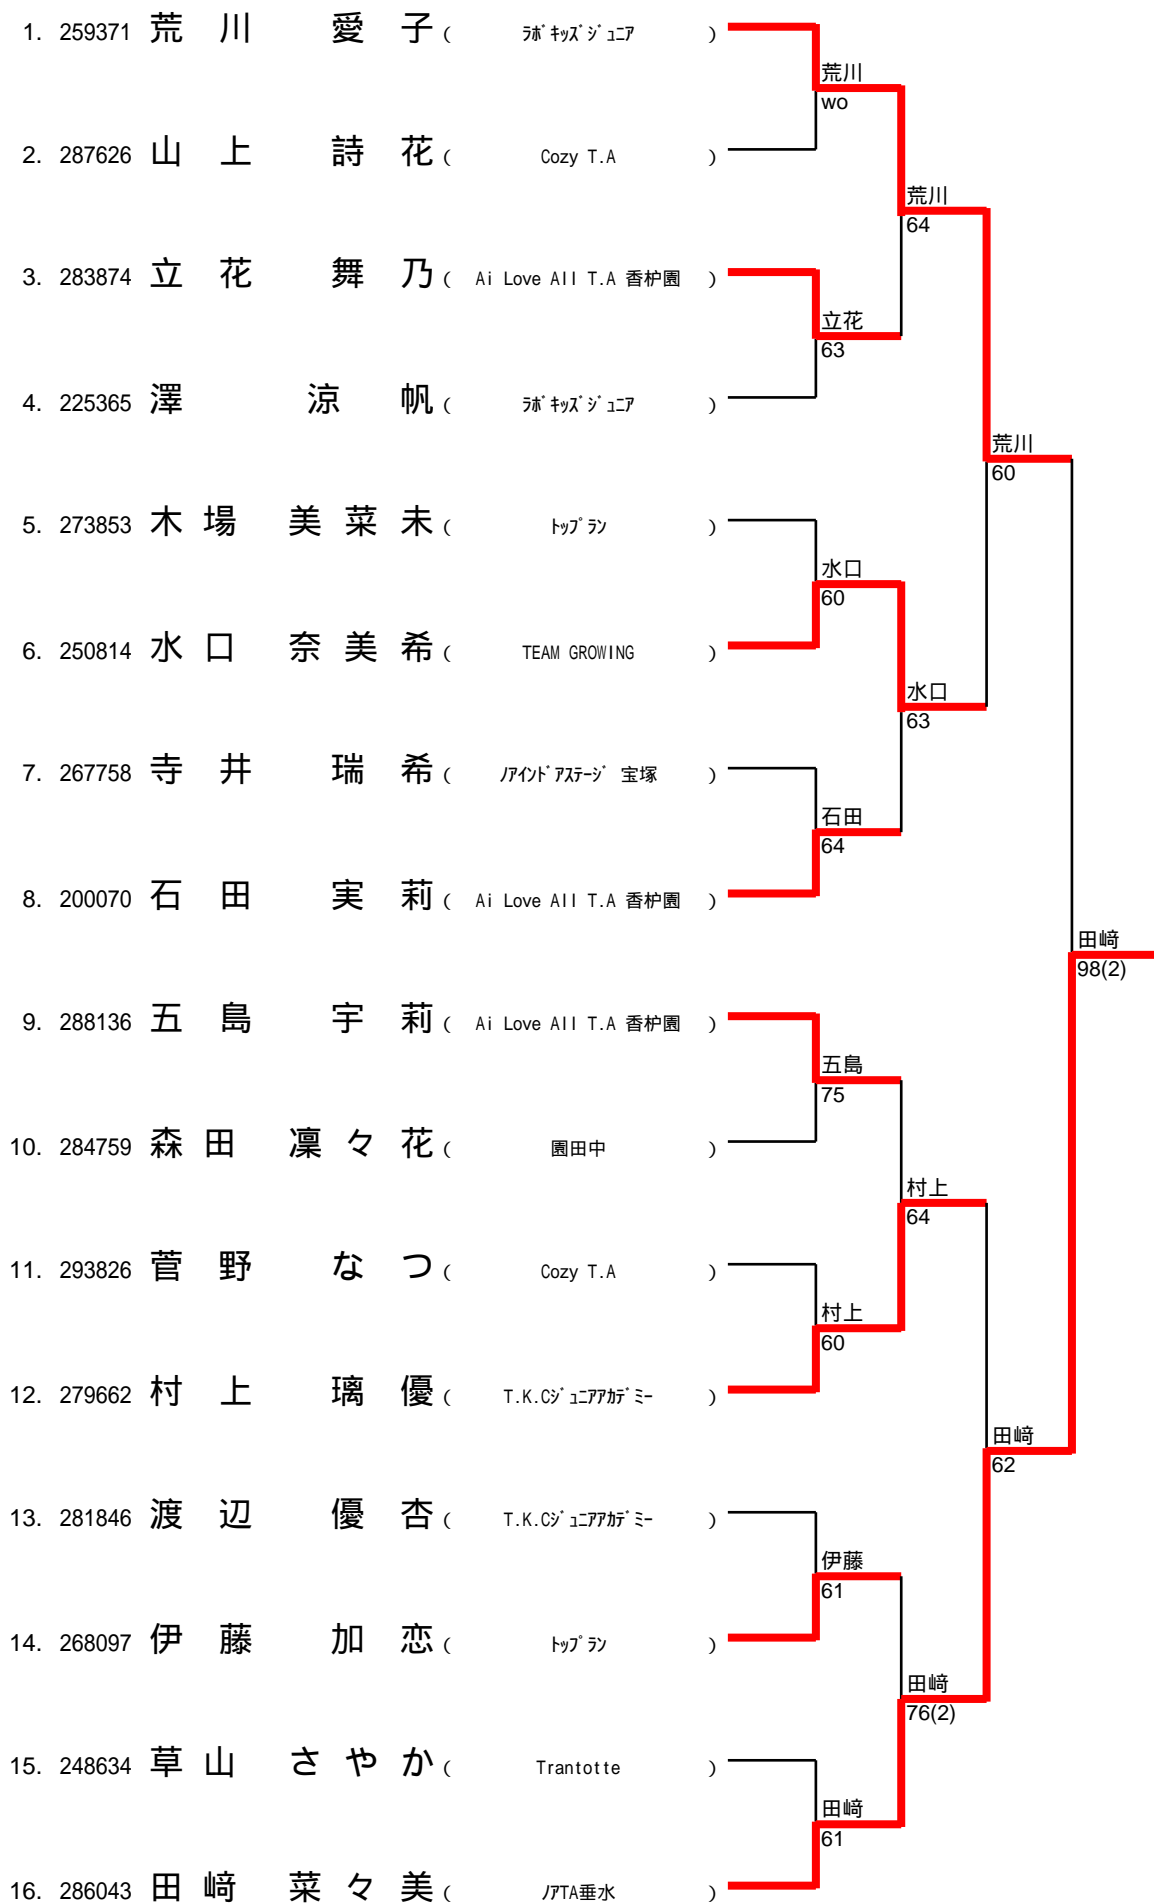 1. 259371 荒川 愛子 ( ﾗﾎﾞｷｯｽﾞｼﾞｭﾆｱ )
荒川
wo
2. 287626 山上 詩花 ( Cozy T.A )
荒川
64
3. 283874 立花 舞乃 ( Ai Love All T.A 香枦園 )
立花
63
4. 225365 澤 涼帆 ( ﾗﾎﾞｷｯｽﾞｼﾞｭﾆｱ )
荒川
60
5. 273853 木場 美菜未 ( ﾄｯﾌﾟﾗﾝ )
水口
60
6. 250814 水口 奈美希 ( TEAM GROWING )
水口
63
7. 267758 寺井 瑞希 ( ﾉｱｲﾝﾄﾞｱｽﾃｰｼﾞ 宝塚 )
石田
64
8. 200070 石田 実莉 ( Ai Love All T.A 香枦園 )
田﨑
98(2)
9. 288136 五島 宇莉 ( Ai Love All T.A 香枦園 )
五島
75
10. 284759 森田 凜々花 ( 園田中 )
村上
64
11. 293826 菅野 なつ ( Cozy T.A )
村上
60
12. 279662 村上 璃優 ( T.K.Cｼﾞｭﾆｱｱｶﾃﾞﾐｰ )
田﨑
62
13. 281846 渡辺 優杏 ( T.K.Cｼﾞｭﾆｱｱｶﾃﾞﾐｰ )
伊藤
61
14. 268097 伊藤 加恋 ( ﾄｯﾌﾟﾗﾝ )
田﨑
76(2)
15. 248634 草山 さやか ( Trantotte )
田﨑
61
16. 286043 田﨑 菜々美 ( ﾉｱTA垂水 )